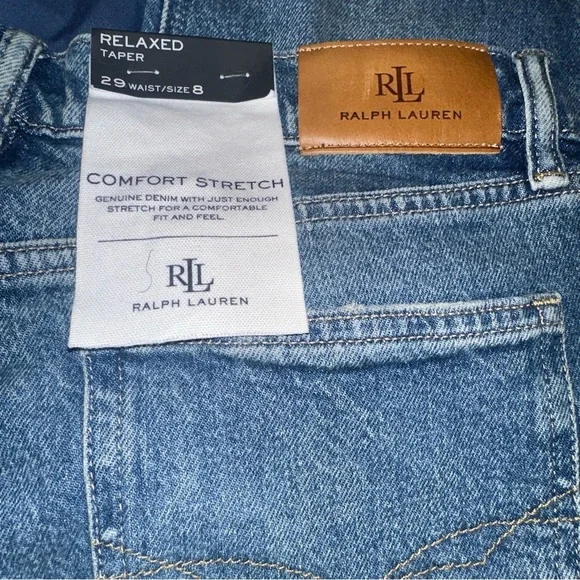 RELAXED
TAPER
29 WAIST/SIZE 8
COMFORT STRETCH
GENUINE DENIM WITH JUST ENOUGH
STRETCH FOR A COMFORTABLE
FIT AND FEEL.
RLL
RALPH LAUREN
RLL
RALPH LAUREN